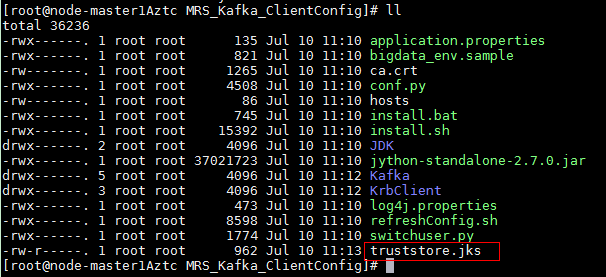 [root@node-master1Aztc MRS_Kafka_ClientConfig]# ll
total 36236
-rwx------. 1 root root 135 Jul 10 11:10 application.properties
-rwx------. 1 root root 821 Jul 10 11:10 bigdata_env.sample
-rw-------. 1 root root 1265 Jul 10 11:10 ca.crt
-rwx------. 1 root root 4508 Jul 10 11:10 conf.py
-rw-------. 1 root root 86 Jul 10 11:10 hosts
-rwx------. 1 root root 745 Jul 10 11:10 install.bat
-rwx------. 1 root root 15392 Jul 10 11:10 install.sh
drwx------. 2 root root 4096 Jul 10 11:10 JDK
-rwx------. 1 root root 37021723 Jul 10 11:10 jython-standalone-2.7.0.jar
drwx------. 5 root root 4096 Jul 10 11:12 Kafka
drwx------. 3 root root 4096 Jul 10 11:12 KrbClient
-rwx------. 1 root root 473 Jul 10 11:10 log4j.properties
-rwx------. 1 root root 8598 Jul 10 11:10 refreshConfig.sh
-rwx------. 1 root root 1774 Jul 10 11:10 switchuser.py
-rw-r-----. 1 root root 962 Jul 10 11:13 truststore.jks
[root@node-master1Aztc MRS_Kafka_ClientConfig]#